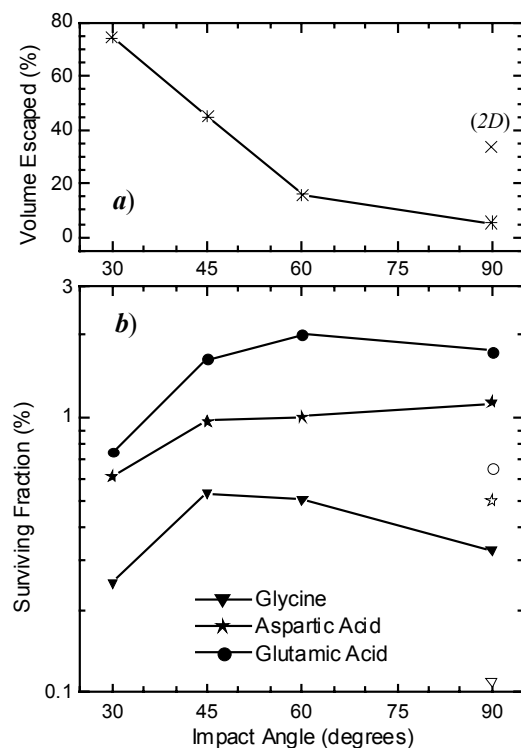 80
60
40
20
0
Volume Escaped (%)
(2D)
a)
30 45 60 75 90
3
1
0.1
Surviving Fraction (%)
b)
Glycine
Aspartic Acid
Glutamic Acid
30 45 60 75 90
Impact Angle (degrees)